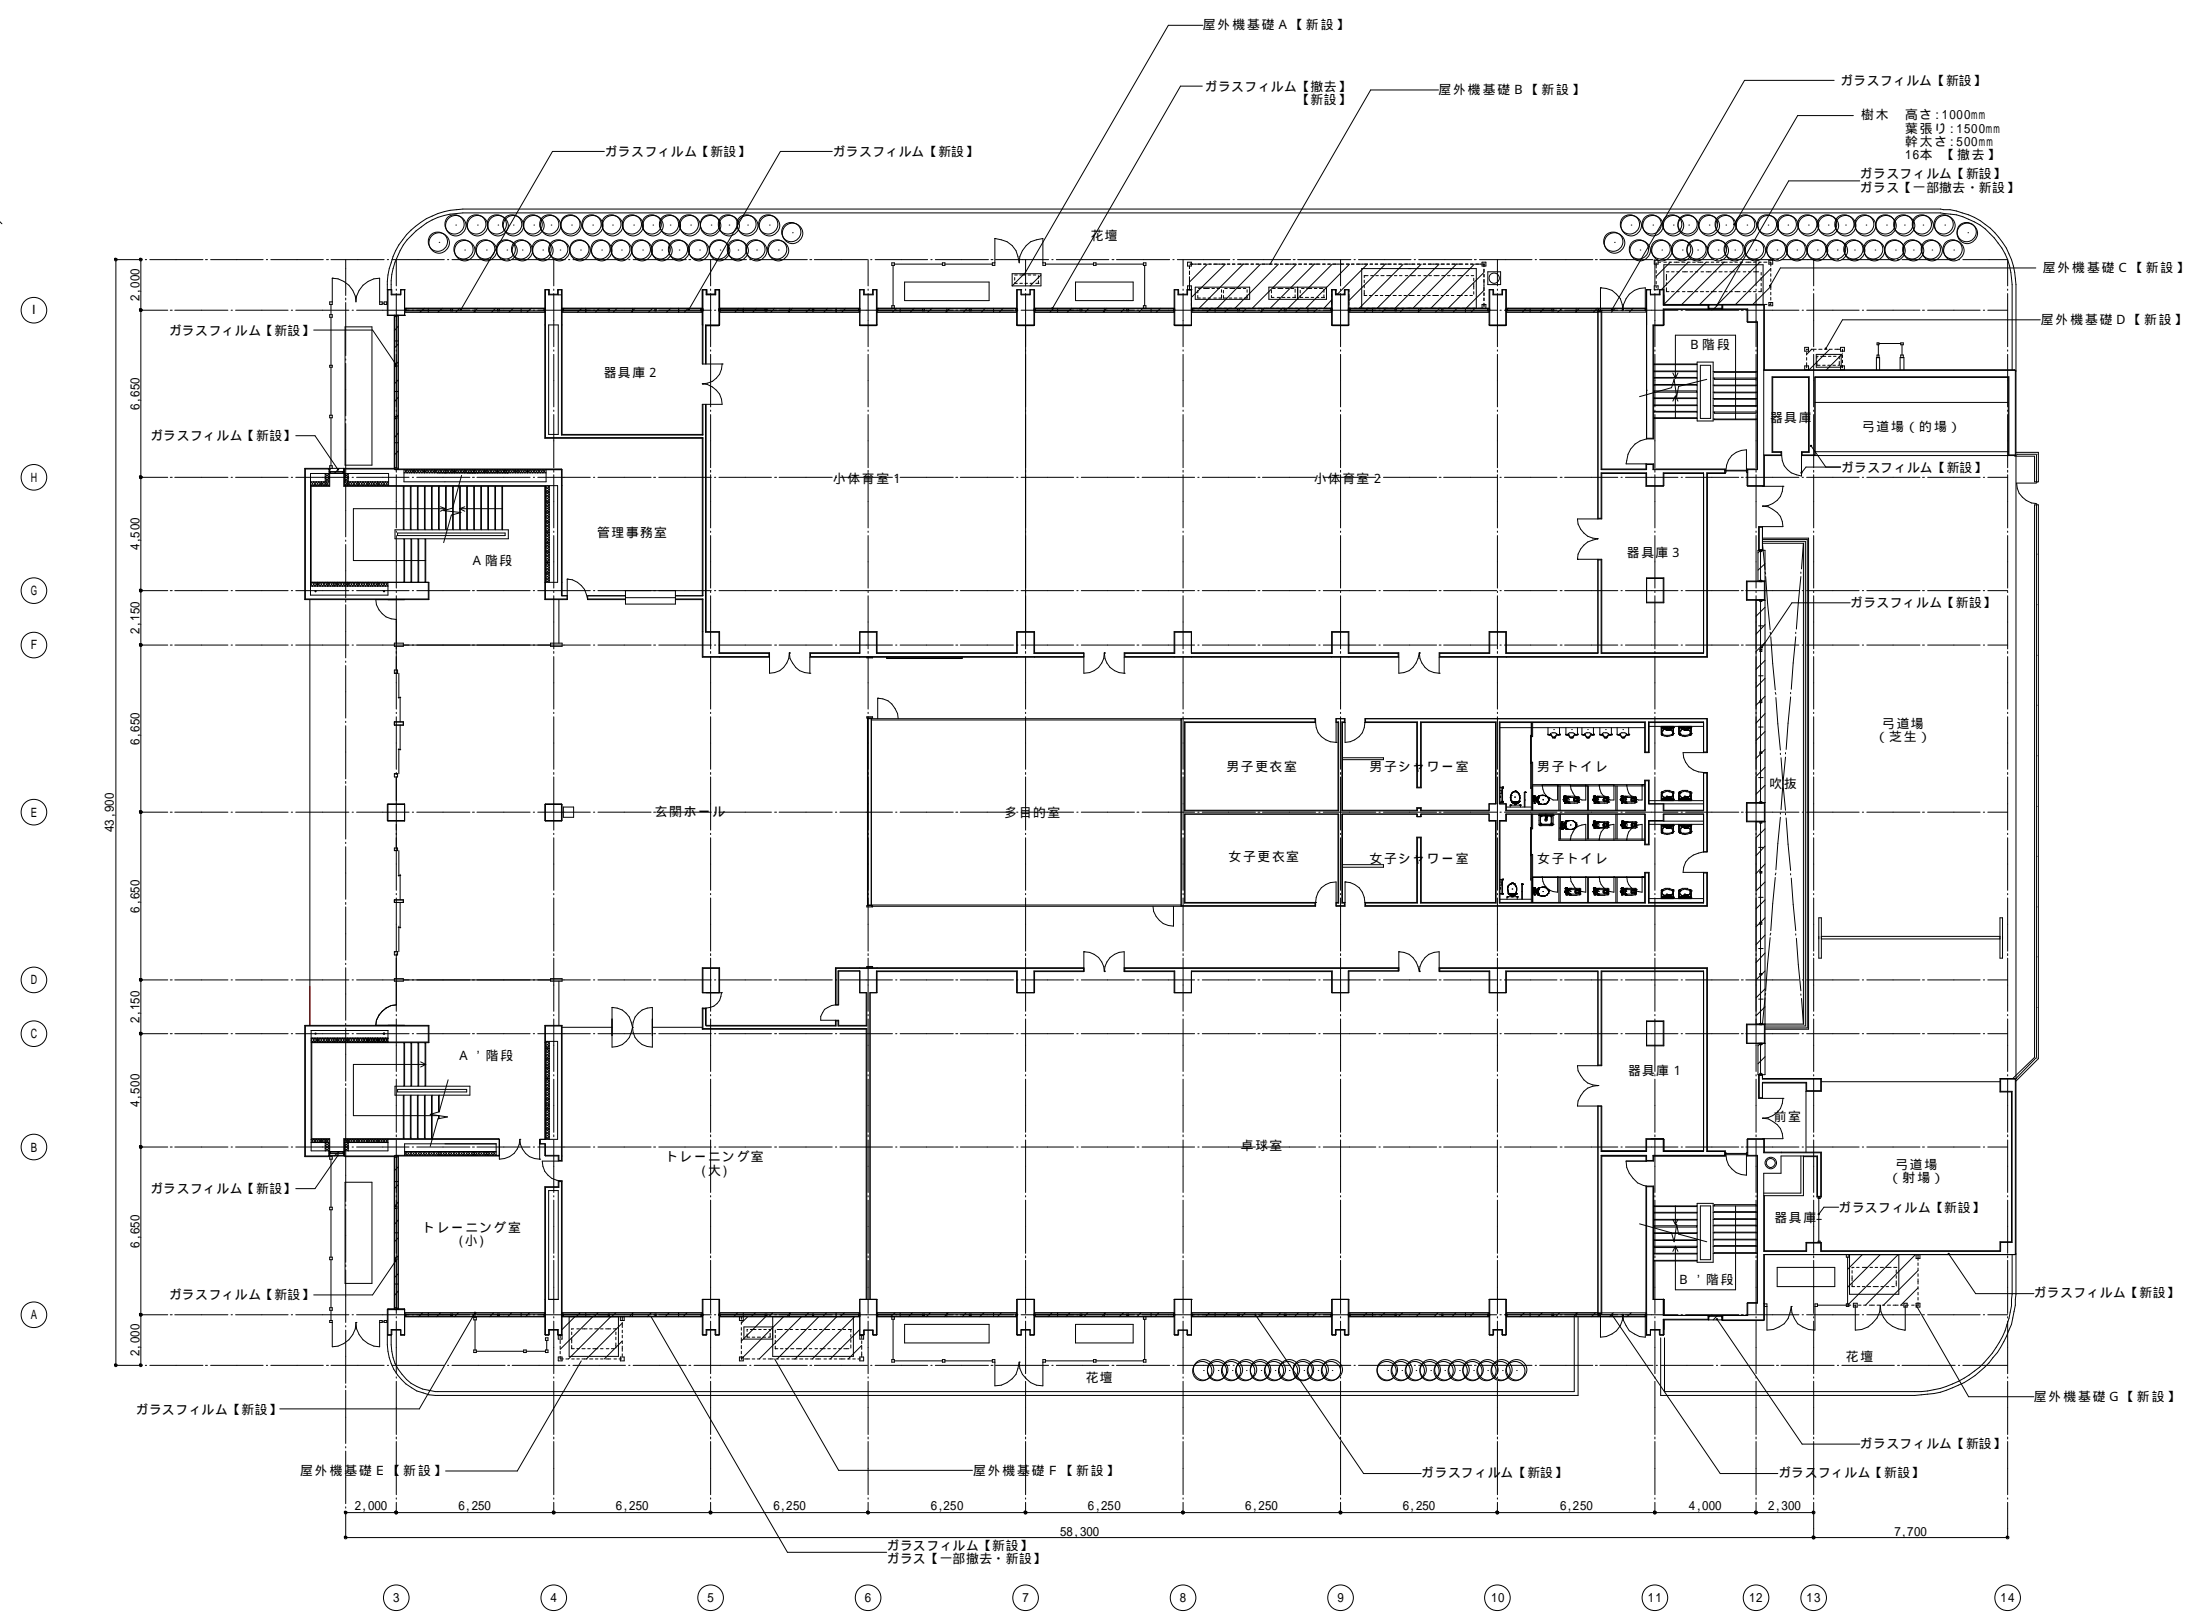 屋外機基礎A【新設】
ガラスフィルム【撤去】
【新設】
屋外機基礎B【新設】
ガラスフィルム【新設】
樹木 高さ:1000㎜
葉張り:1500㎜
幹太さ:500㎜
16本 【撤去】
ガラスフィルム【新設】
ガラスフィルム【新設】
ガラスフィルム【新設】
ガラス【一部撤去・新設】
花壇
屋外機基礎C【新設】
屋外機基礎D【新設】
2,000
I
ガラスフィルム【新設】
B階段
器具庫2
6,650
器具庫
弓道場(的場)
ガラスフィルム【新設】
ガラスフィルム【新設】
H
小体育室1
小体育室2
4,500
管理事務室
A階段
器具庫3
G
ガラスフィルム【新設】
2,150
F
6,650
弓道場
(芝生)
男子更衣室
男子シャワー室
男子トイレ
吹抜
43,900
E
玄関ホール
多目的室
女子更衣室
女子シャワー室
女子トイレ
6,650
D
2,150
C
A'階段
4,500
器具庫1
前室
B
卓球室
トレーニング室
(大)
弓道場
(射場)
ガラスフィルム【新設】
ガラスフィルム【新設】
器具庫
トレーニング室
(小)
6,650
B'階段
ガラスフィルム【新設】
ガラスフィルム【新設】
A
2,000
花壇
花壇
ガラスフィルム【新設】
屋外機基礎G【新設】
ガラスフィルム【新設】
屋外機基礎E【新設】
屋外機基礎F【新設】
ガラスフィルム【新設】
ガラスフィルム【新設】
2,000 6,250 6,250 6,250 6,250 6,250 6,250 6,250 6,250 4,000 2,300
58,300 7,700
ガラスフィルム【新設】
ガラス【一部撤去・新設】
3 4 5 6 7 8 9 10 11 12 13 14